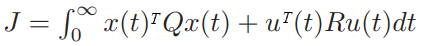 J = ∫₀^∞ x(t)ᵀQx(t) + uᵀ(t)Ru(t)dt